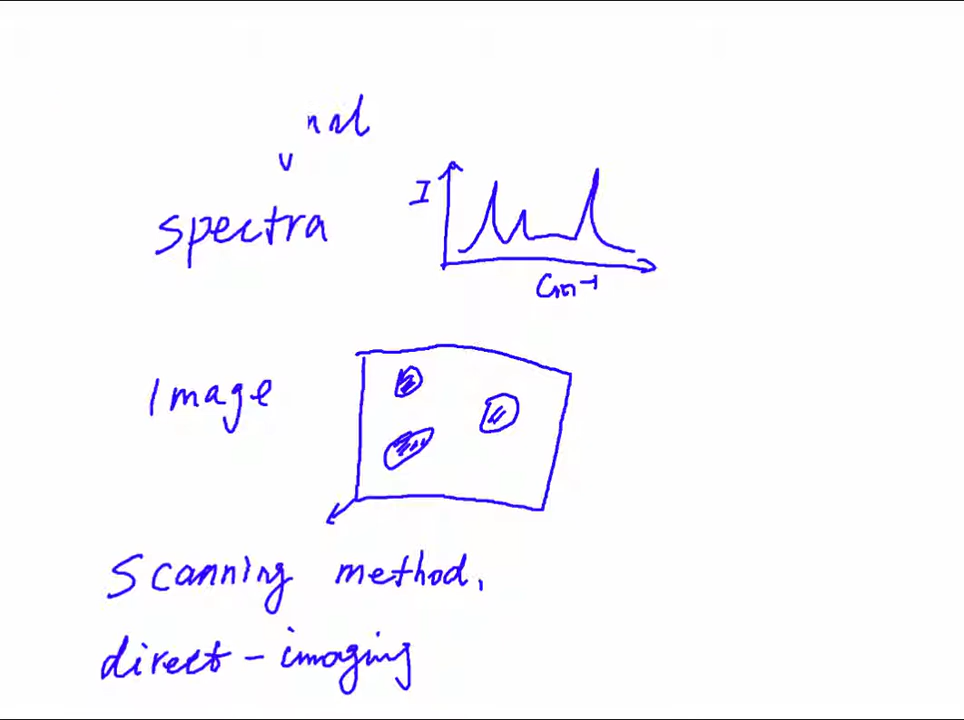 spectra
I
cm⁻¹
Image
Scanning method,
direct - imaging